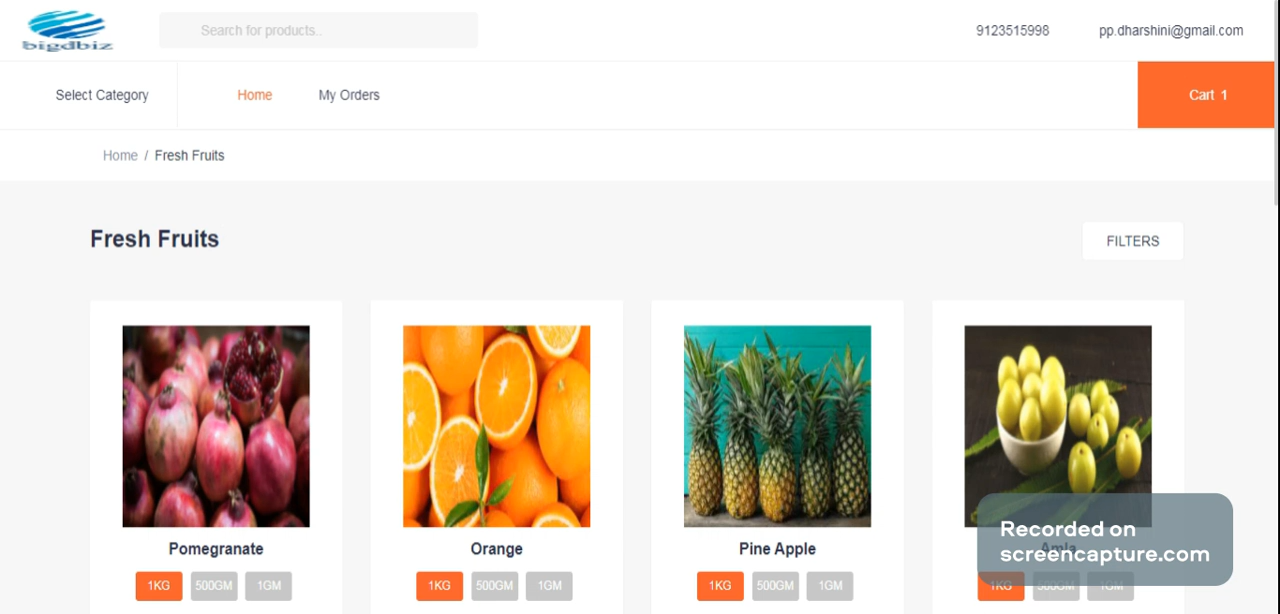 bigdbiz
Search for products..
9123515998
pp.dharshini@gmail.com
Select Category
Home
My Orders
Cart 1
Home / Fresh Fruits
Fresh Fruits
FILTERS
Pomegranate
Orange
Pine Apple
Amla
1KG 500GM 1GM
1KG 500GM 1GM
1KG 500GM 1GM
1KG 500GM 1GM
Recorded on
screencapture.com